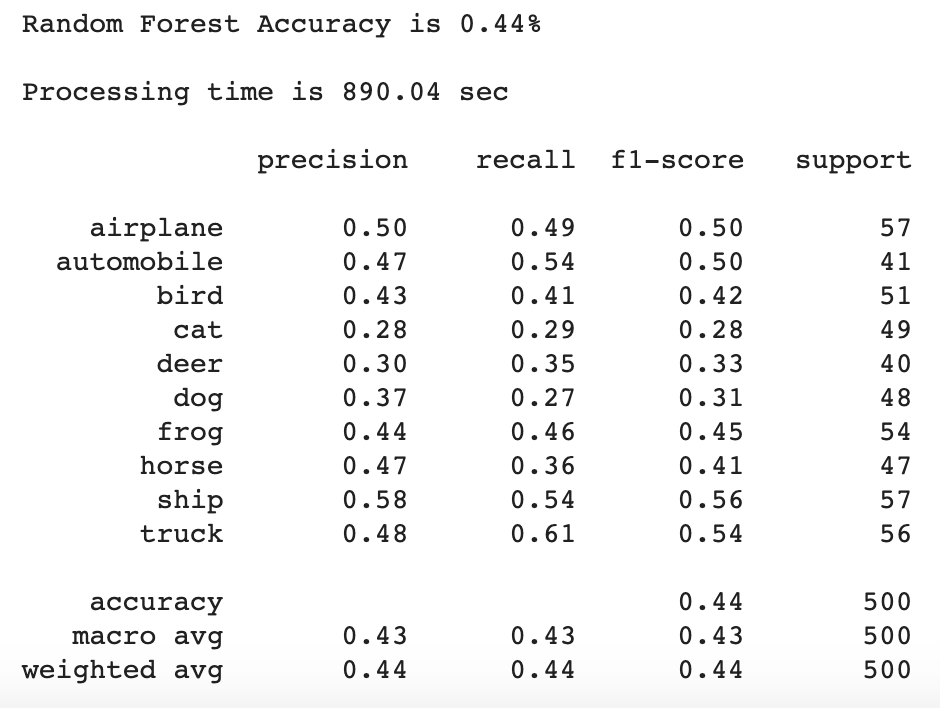 Random Forest Accuracy is 0.44%
Processing time is 890.04 sec
precision recall f1-score support
airplane 0.50 0.49 0.50 57
automobile 0.47 0.54 0.50 41
bird 0.43 0.41 0.42 51
cat 0.28 0.29 0.28 49
deer 0.30 0.35 0.33 40
dog 0.37 0.27 0.31 48
frog 0.44 0.46 0.45 54
horse 0.47 0.36 0.41 47
ship 0.58 0.54 0.56 57
truck 0.48 0.61 0.54 56
accuracy 0.44 500
macro avg 0.43 0.43 0.43 500
weighted avg 0.44 0.44 0.44 500